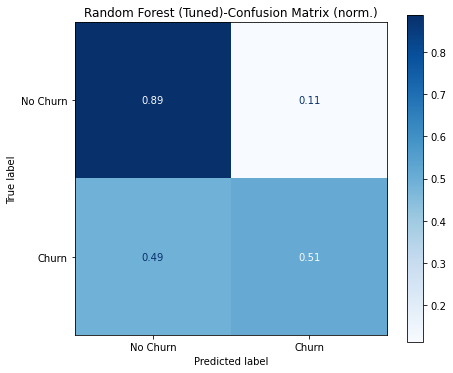 Random Forest (Tuned)-Confusion Matrix (norm.)
No Churn
0.89
0.11
Churn
0.49
0.51
No Churn
Churn
True label
Predicted label
0.8
0.7
0.6
0.5
0.4
0.3
0.2